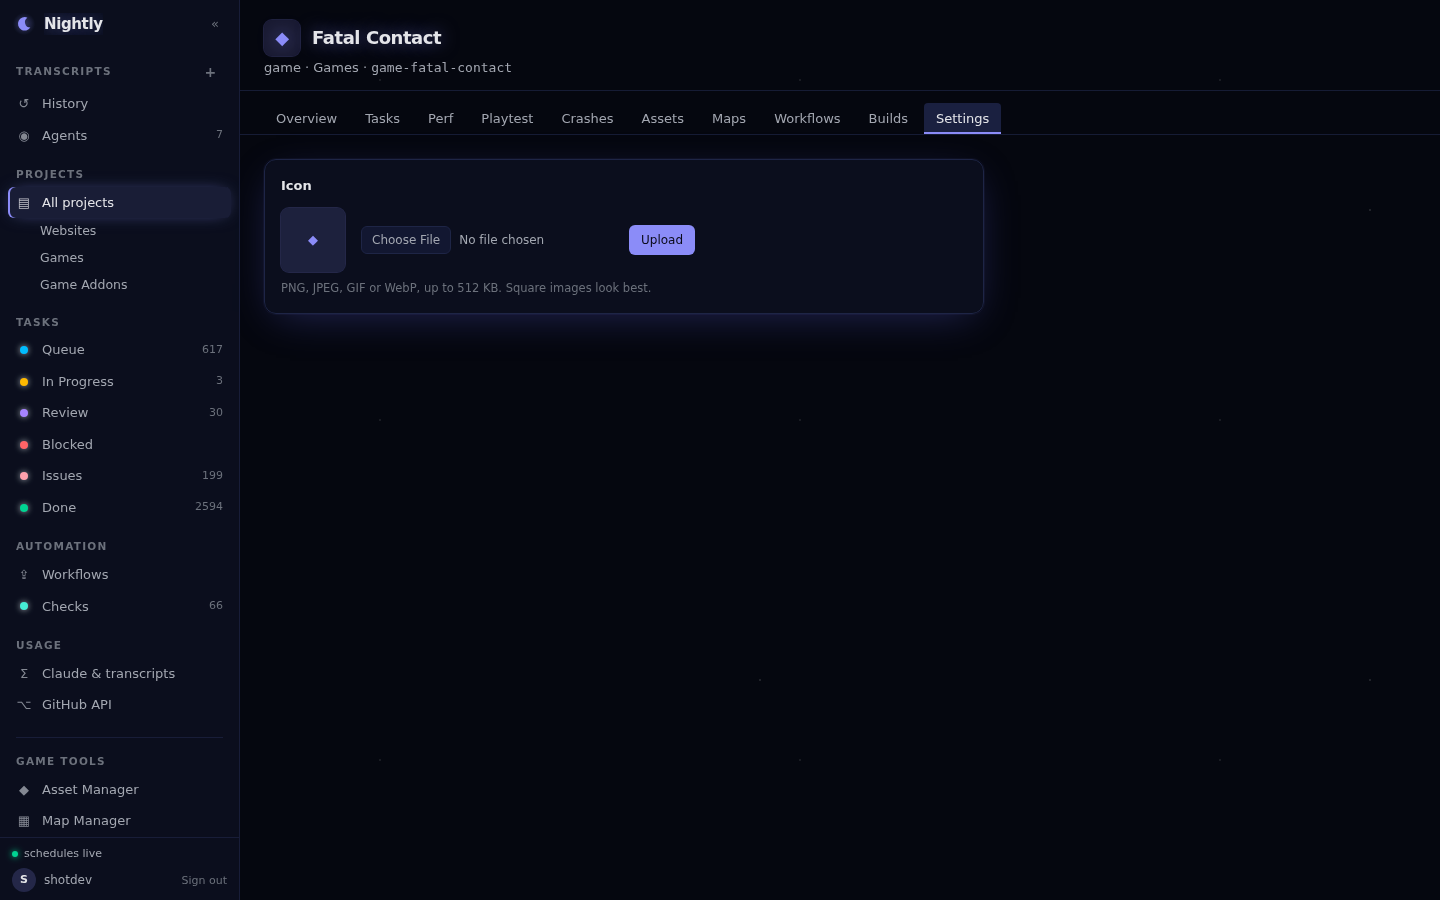 Nightly «
TRANSCRIPTS +
History
Agents 7
PROJECTS
All projects
Websites
Games
Game Addons
TASKS
Queue 617
In Progress 3
Review 30
Blocked
Issues 199
Done 2594
AUTOMATION
Workflows
Checks 66
USAGE
Σ Claude & transcripts
GitHub API
GAME TOOLS
Asset Manager
Map Manager
schedules live
S shotdev Sign out
Fatal Contact
game · Games · game-fatal-contact
Overview Tasks Perf Playtest Crashes Assets Maps Workflows Builds Settings
Icon
Choose File No file chosen Upload
PNG, JPEG, GIF or WebP, up to 512 KB. Square images look best.